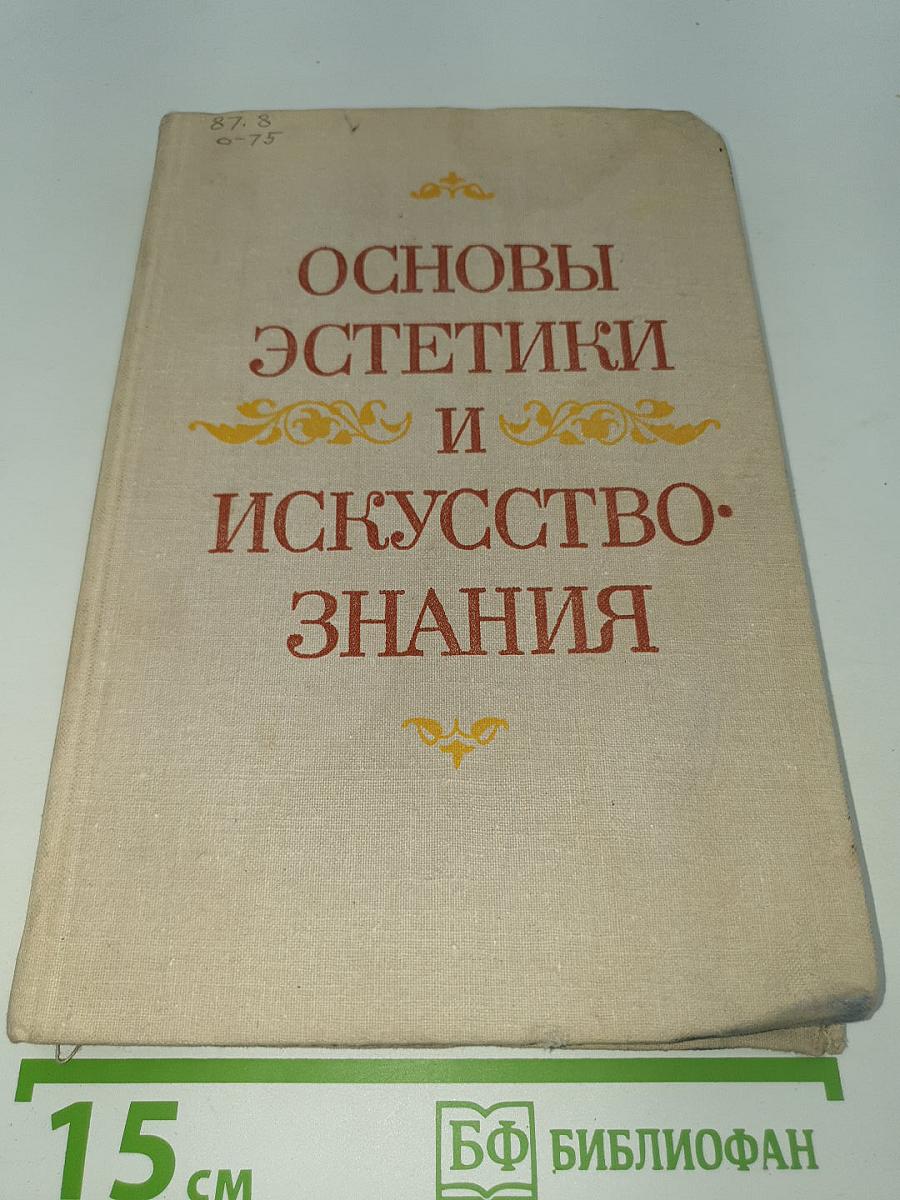 87.8
о-75
ОСНОВЫ
ЭСТЕТИКИ
И
ИСКУССТВО-
ЗНАНИЯ
15 см
БФ БИБЛИОФАН